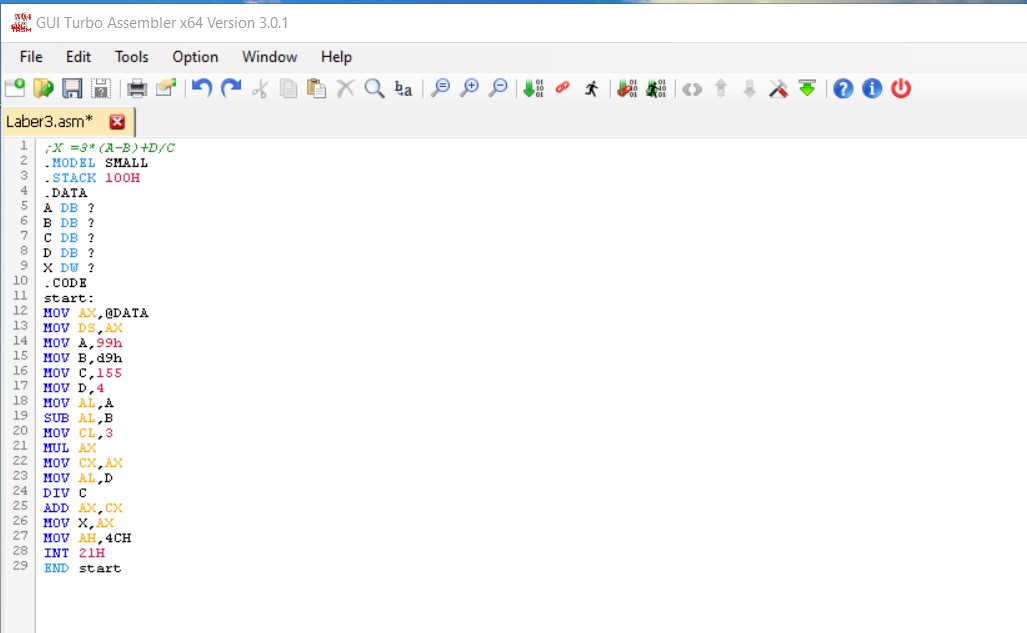 GUI Turbo Assembler x64 Version 3.0.1
File Edit Tools Option Window Help
Laber3.asm*
1 ;X =3*(A-B)+D/C
2 .MODEL SMALL
3 .STACK 100H
4 .DATA
5 A DB ?
6 B DB ?
7 C DB ?
8 D DB ?
9 X DW ?
10 .CODE
11 start:
12 MOV AX,@DATA
13 MOV DS,AX
14 MOV A,99h
15 MOV B,d9h
16 MOV C,155
17 MOV D,4
18 MOV AL,A
19 SUB AL,B
20 MOV CL,3
21 MUL AX
22 MOV CX,AX
23 MOV AL,D
24 DIV C
25 ADD AX,CX
26 MOV X,AX
27 MOV AH,4CH
28 INT 21H
29 END start